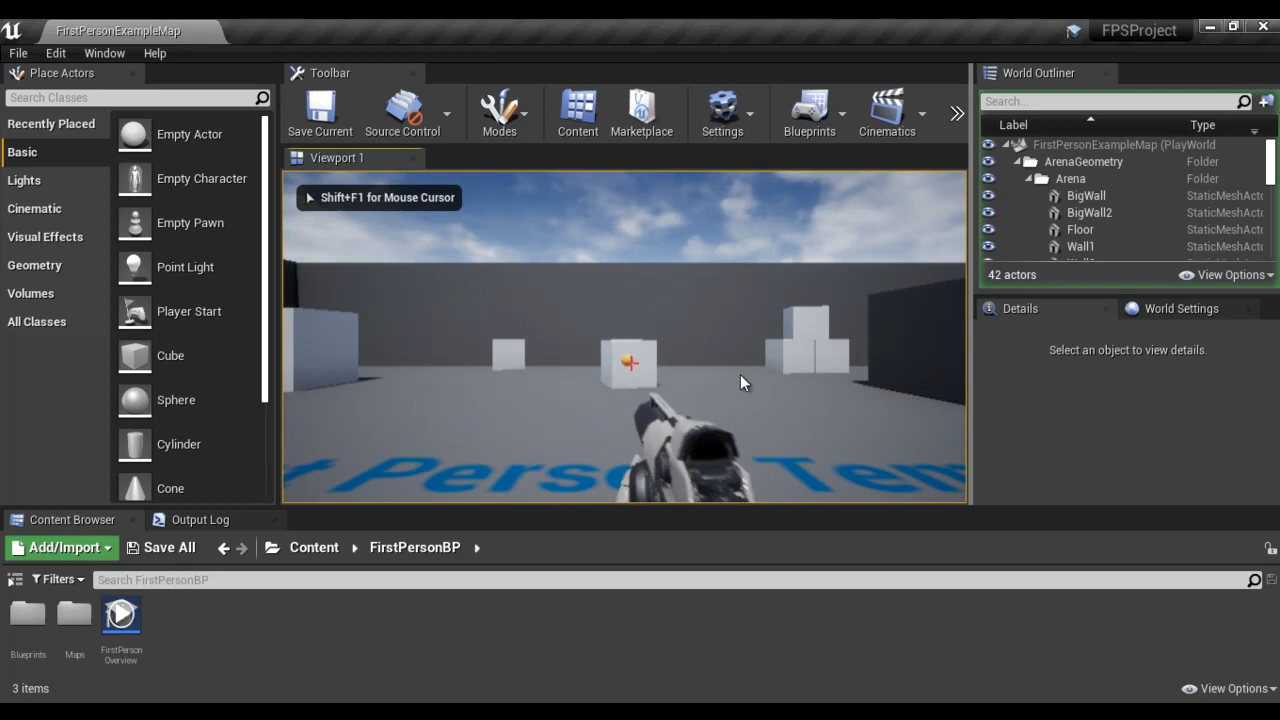 FirstPersonExampleMap
FPSProject
File Edit Window Help
Place Actors
Search Classes
Recently Placed
Basic
Lights
Cinematic
Visual Effects
Geometry
Volumes
All Classes
Empty Actor
Empty Character
Empty Pawn
Point Light
Player Start
Cube
Sphere
Cylinder
Cone
Toolbar
Save Current
Source Control
Modes
Content
Marketplace
Settings
Blueprints
Cinematics
Viewport 1
Shift+F1 for Mouse Cursor
World Outliner
Search...
Label Type
FirstPersonExampleMap (Play World
ArenaGeometry Folder
Arena Folder
BigWall StaticMeshActo
BigWall2 StaticMeshActo
Floor StaticMeshActo
Wall1 StaticMeshActo
42 actors View Options
Details World Settings
Select an object to view details.
Content Browser Output Log
Add/Import Save All Content FirstPersonBP
Filters Search FirstPersonBP
Blueprints
Maps
FirstPerson
Overview
3 items View Options